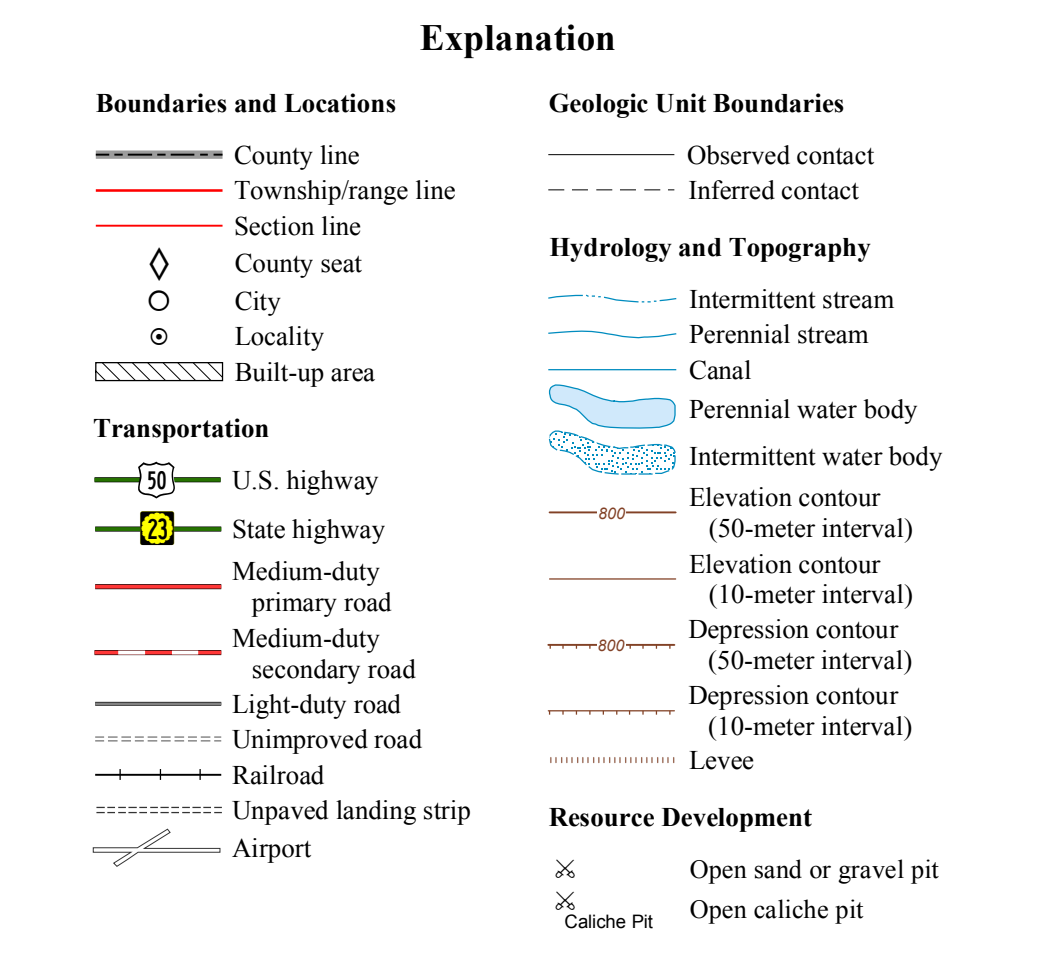 Explanation
Boundaries and Locations
County line
Township/range line
Section line
County seat
City
Locality
Built-up area
Transportation
50
U.S. highway
23
State highway
Medium-duty
primary road
Medium-duty
secondary road
Light-duty road
Unimproved road
Railroad
Unpaved landing strip
Airport
Geologic Unit Boundaries
Observed contact
Inferred contact
Hydrology and Topography
Intermittent stream
Perennial stream
Canal
Perennial water body
Intermittent water body
800
Elevation contour
(50-meter interval)
Elevation contour
(10-meter interval)
800
Depression contour
(50-meter interval)
Depression contour
(10-meter interval)
Levee
Resource Development
Open sand or gravel pit
Caliche Pit
Open caliche pit